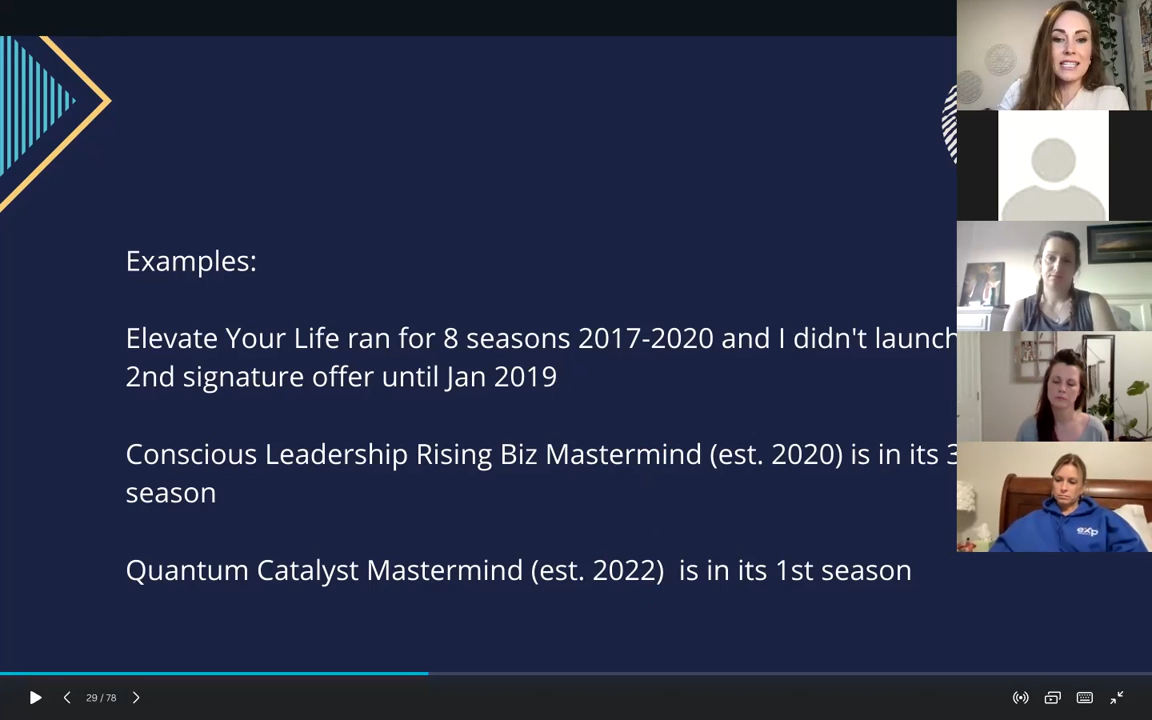 Examples:
Elevate Your Life ran for 8 seasons 2017-2020 and I didn't launch
2nd signature offer until Jan 2019
Conscious Leadership Rising Biz Mastermind (est. 2020) is in its 3
season
Quantum Catalyst Mastermind (est. 2022)  is in its 1st season
exp
29 / 78